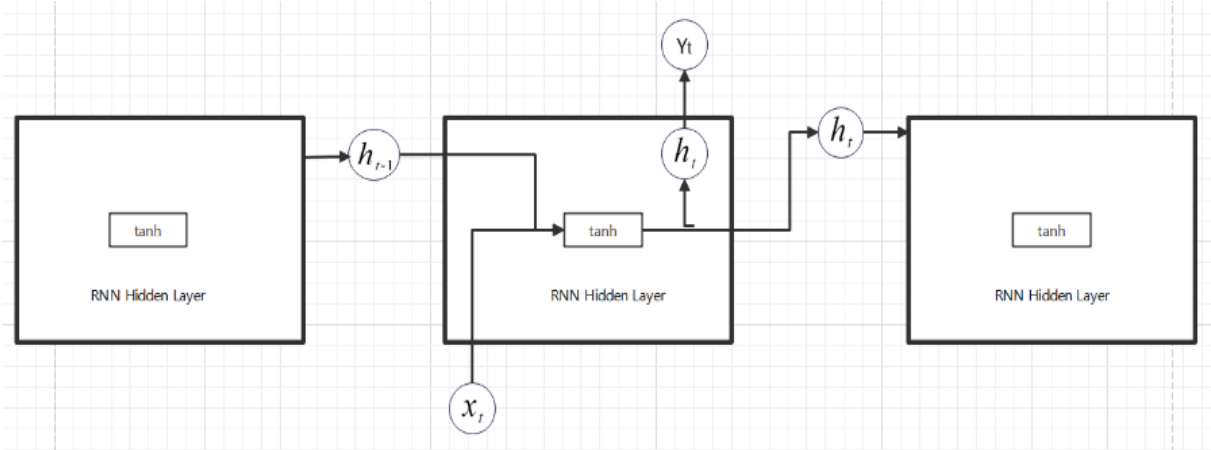 Yt
h_{t-1}
h_t
h_t
tanh
tanh
tanh
RNN Hidden Layer
RNN Hidden Layer
RNN Hidden Layer
x_t